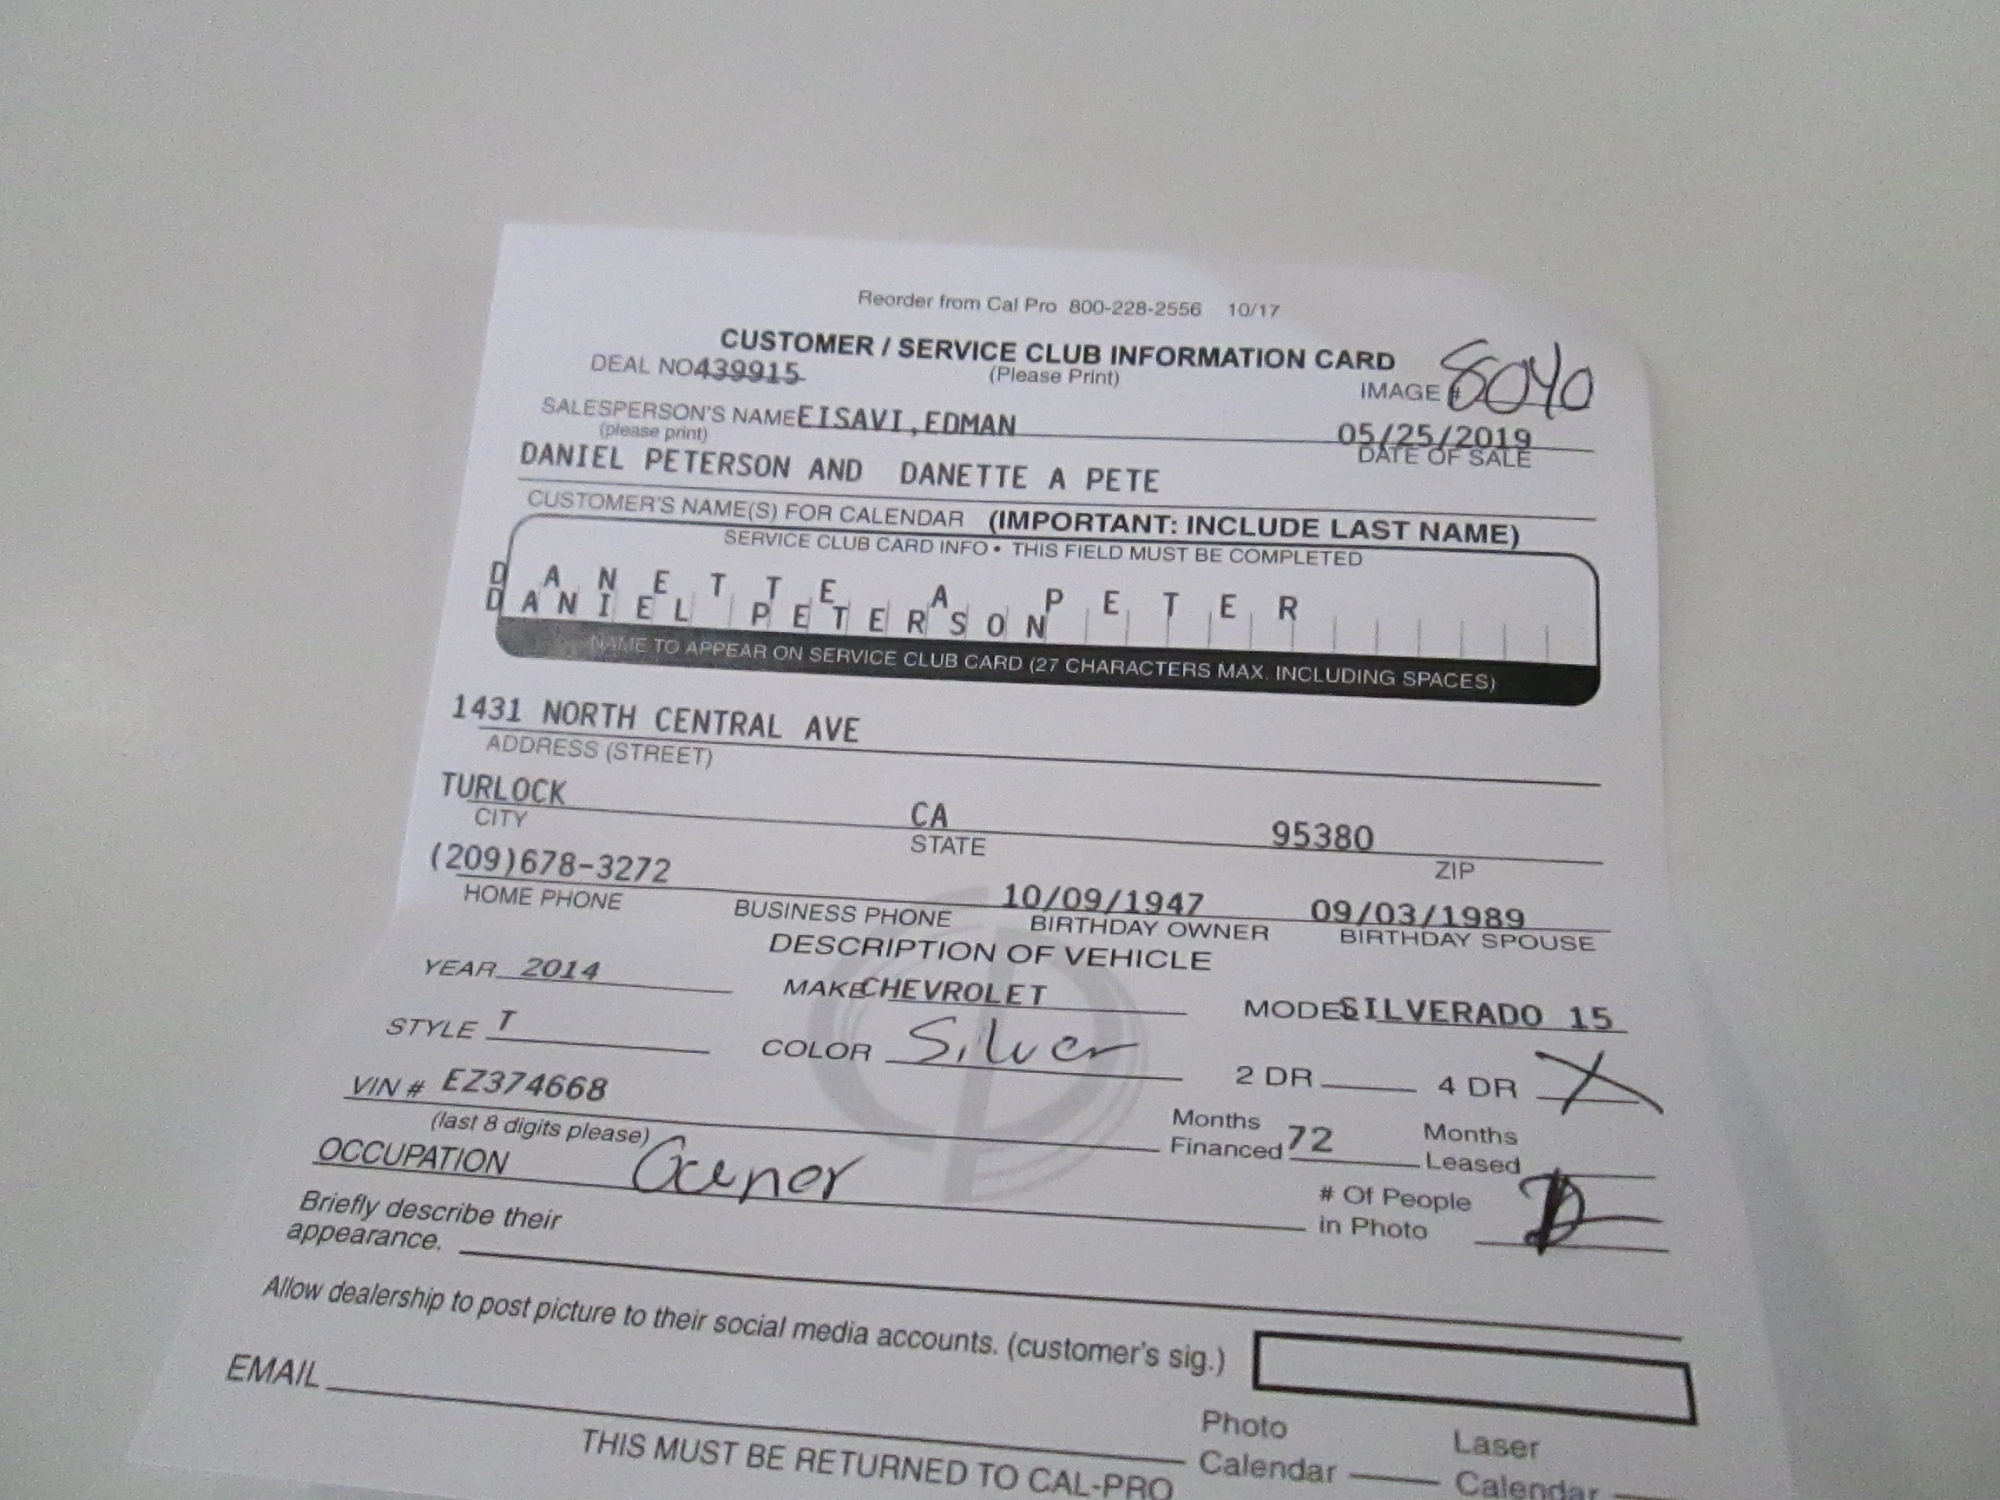 Reorder from Cal Pro 800-228-2556 10/17
CUSTOMER / SERVICE CLUB INFORMATION CARD
DEAL NO 439915 (Please Print) IMAGE # 8040
SALESPERSON'S NAME EISAVI,EDMAN 05/25/2019
(please print) DATE OF SALE
DANIEL PETERSON AND DANETTE A PETE
CUSTOMER'S NAME(S) FOR CALENDAR (IMPORTANT: INCLUDE LAST NAME)
SERVICE CLUB CARD INFO • THIS FIELD MUST BE COMPLETED
DANETTE A PETER
DANIEL PETERSON
NAME TO APPEAR ON SERVICE CLUB CARD (27 CHARACTERS MAX. INCLUDING SPACES)
1431 NORTH CENTRAL AVE
ADDRESS (STREET)
TURLOCK CA 95380
CITY STATE ZIP
(209)678-3272 10/09/1947 09/03/1989
HOME PHONE BUSINESS PHONE BIRTHDAY OWNER BIRTHDAY SPOUSE
DESCRIPTION OF VEHICLE
YEAR 2014 MAKE CHEVROLET MODEL SILVERADO 15
STYLE T COLOR Silver 2 DR 4 DR X
VIN # EZ374668
(last 8 digits please) Months Financed 72 Months Leased
OCCUPATION
# Of People in Photo
Briefly describe their
appearance.
Allow dealership to post picture to their social media accounts. (customer's sig.)
EMAIL
Photo Calendar Laser Calendar
THIS MUST BE RETURNED TO CAL-PRO